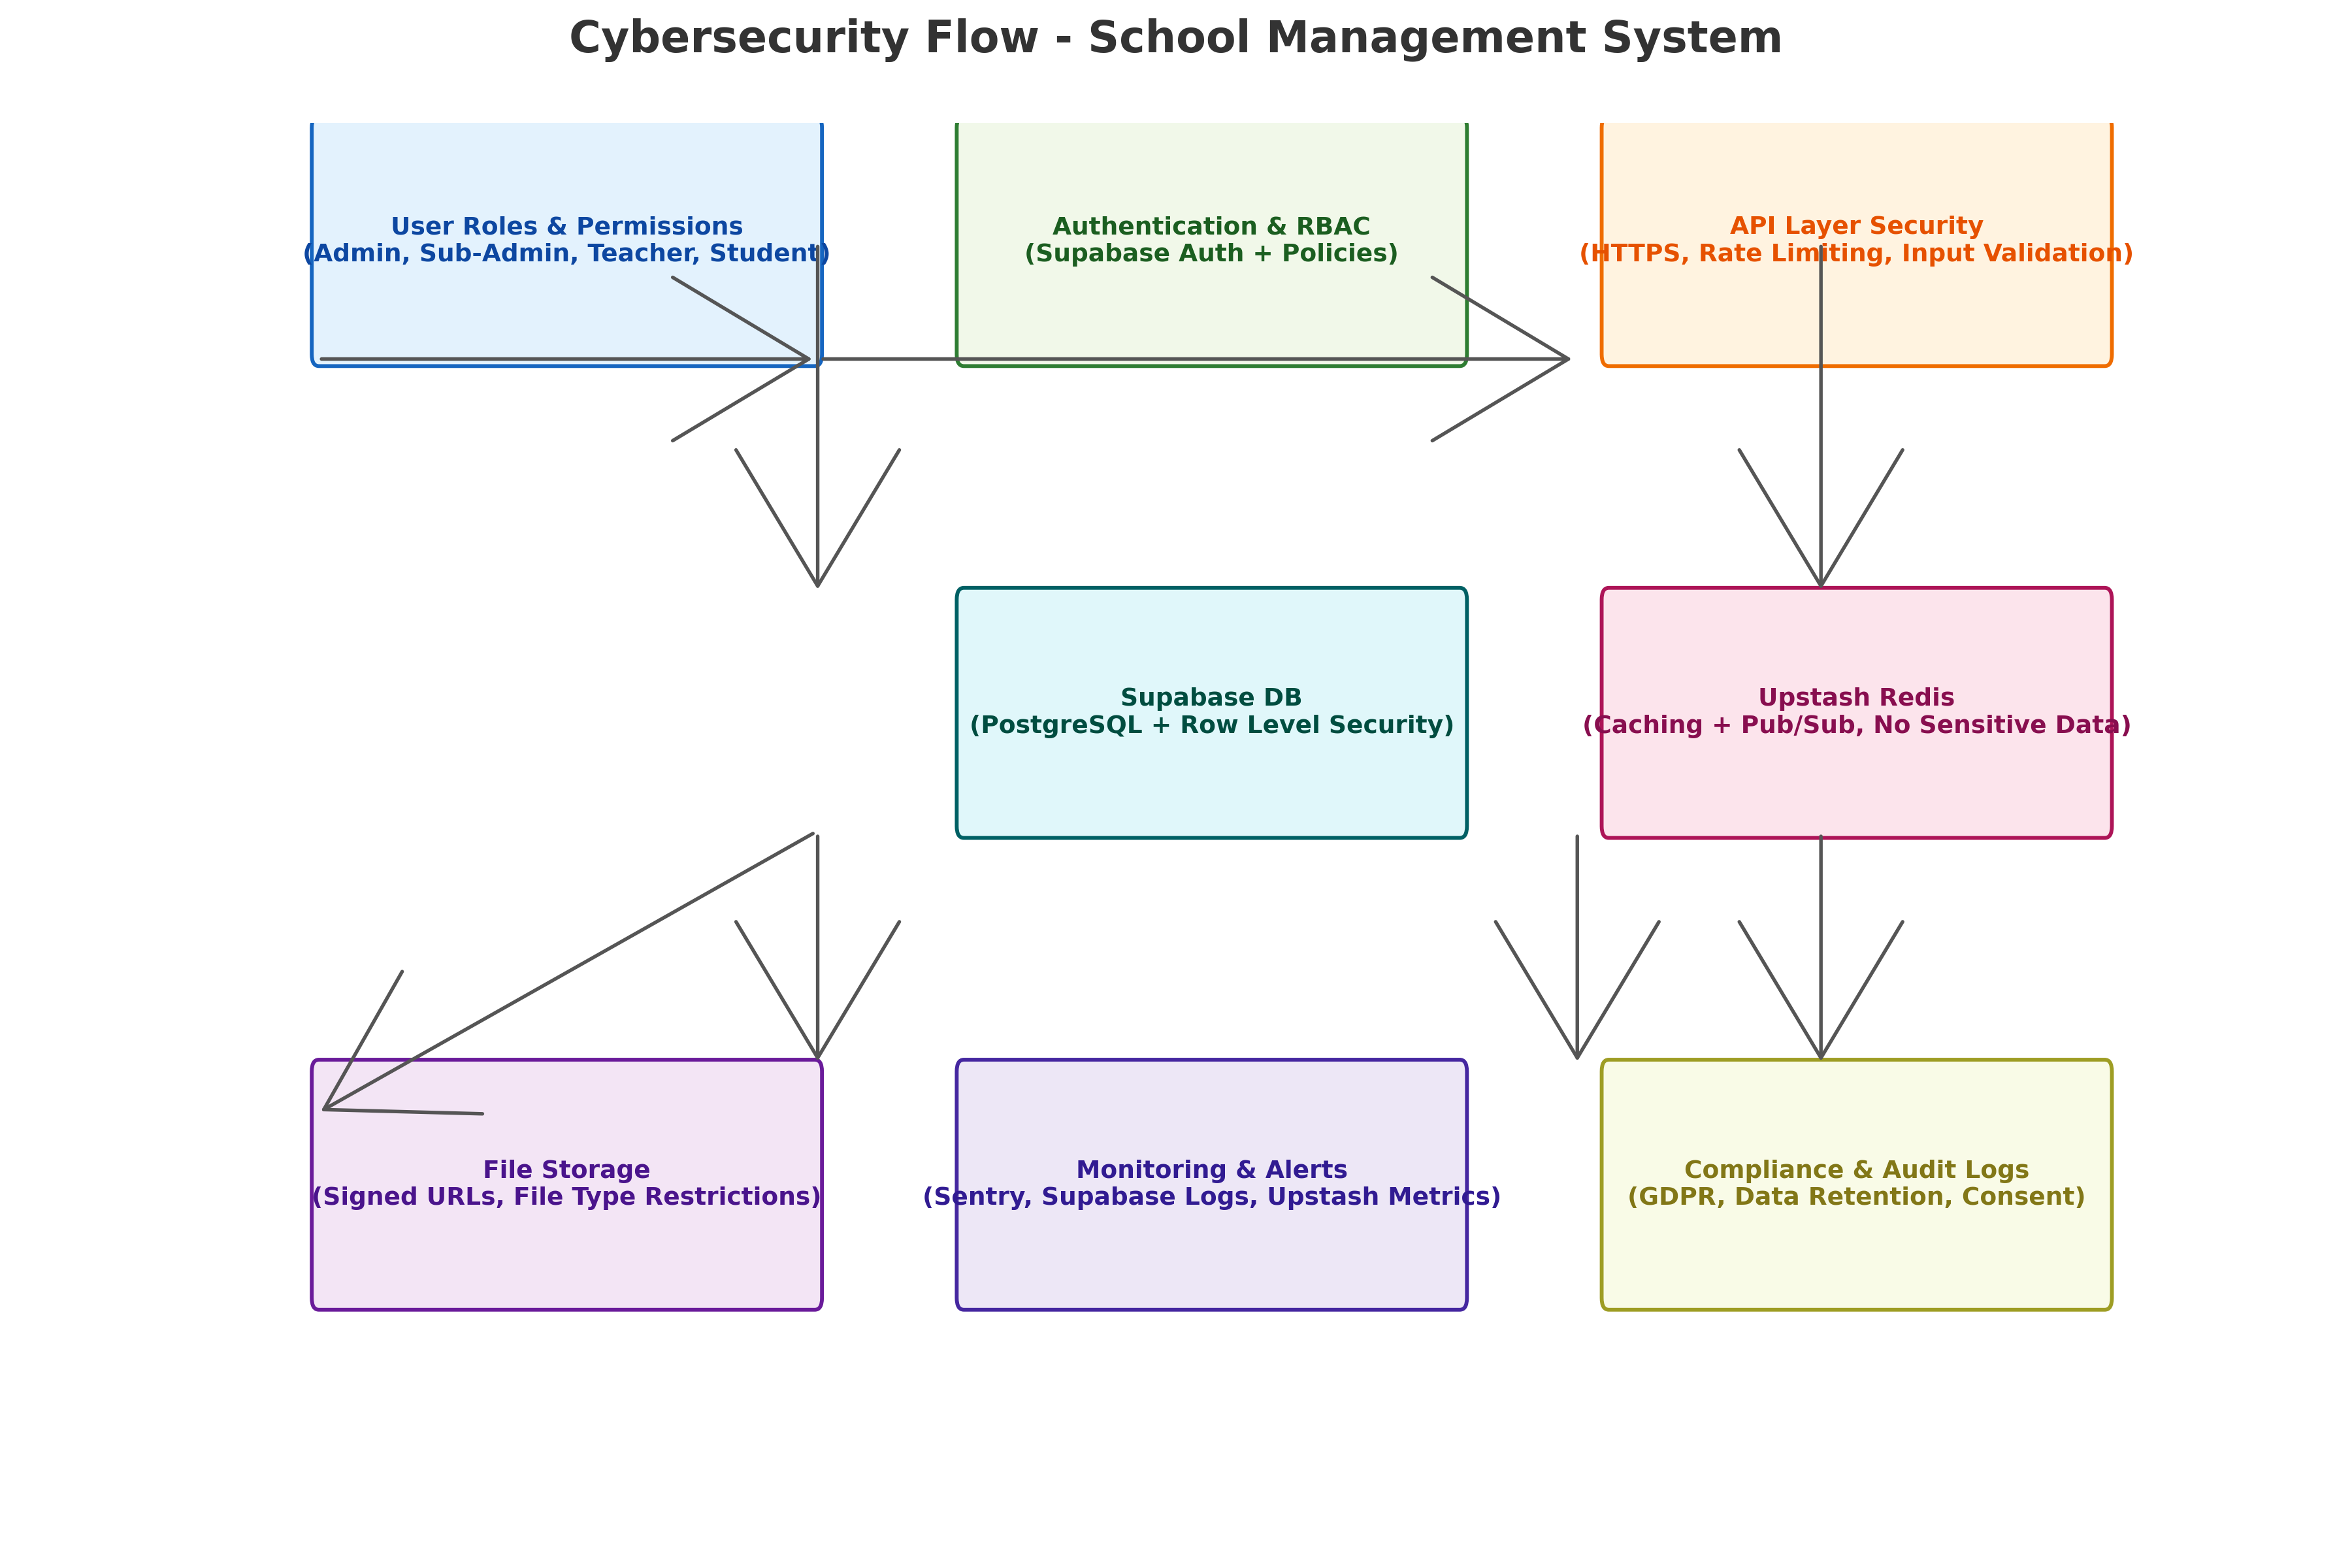 Cybersecurity Flow - School Management System
User Roles & Permissions
(Admin, Sub-Admin, Teacher, Student)
Authentication & RBAC
(Supabase Auth + Policies)
API Layer Security
(HTTPS, Rate Limiting, Input Validation)
Supabase DB
(PostgreSQL + Row Level Security)
Upstash Redis
(Caching + Pub/Sub, No Sensitive Data)
File Storage
(Signed URLs, File Type Restrictions)
Monitoring & Alerts
(Sentry, Supabase Logs, Upstash Metrics)
Compliance & Audit Logs
(GDPR, Data Retention, Consent)